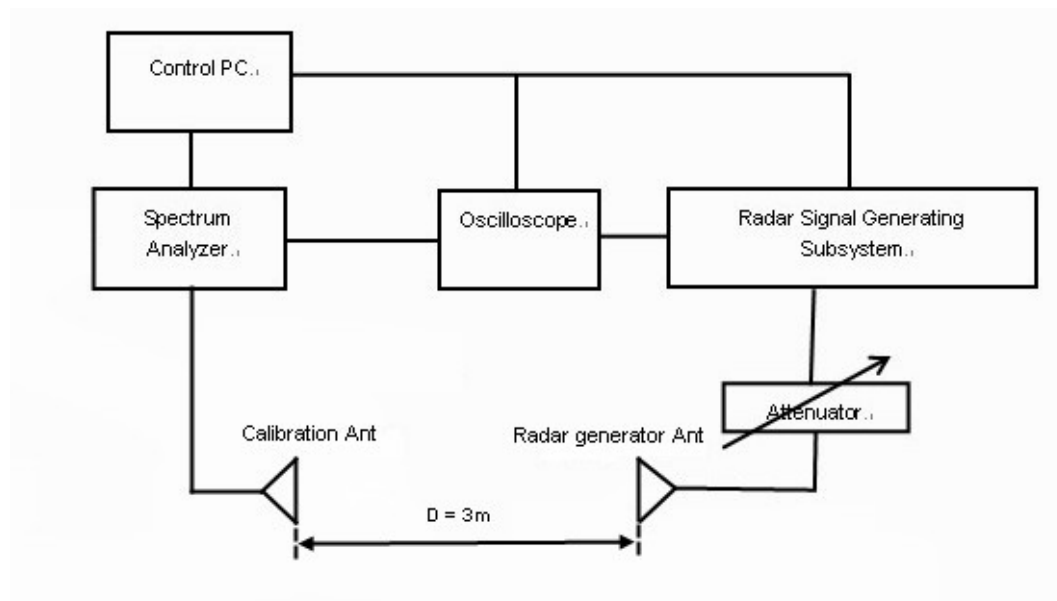 Control PC
Spectrum
Analyzer
Oscilloscope
Radar Signal Generating
Subsystem
Attenuator
Calibration Ant
Radar generator Ant
D = 3m